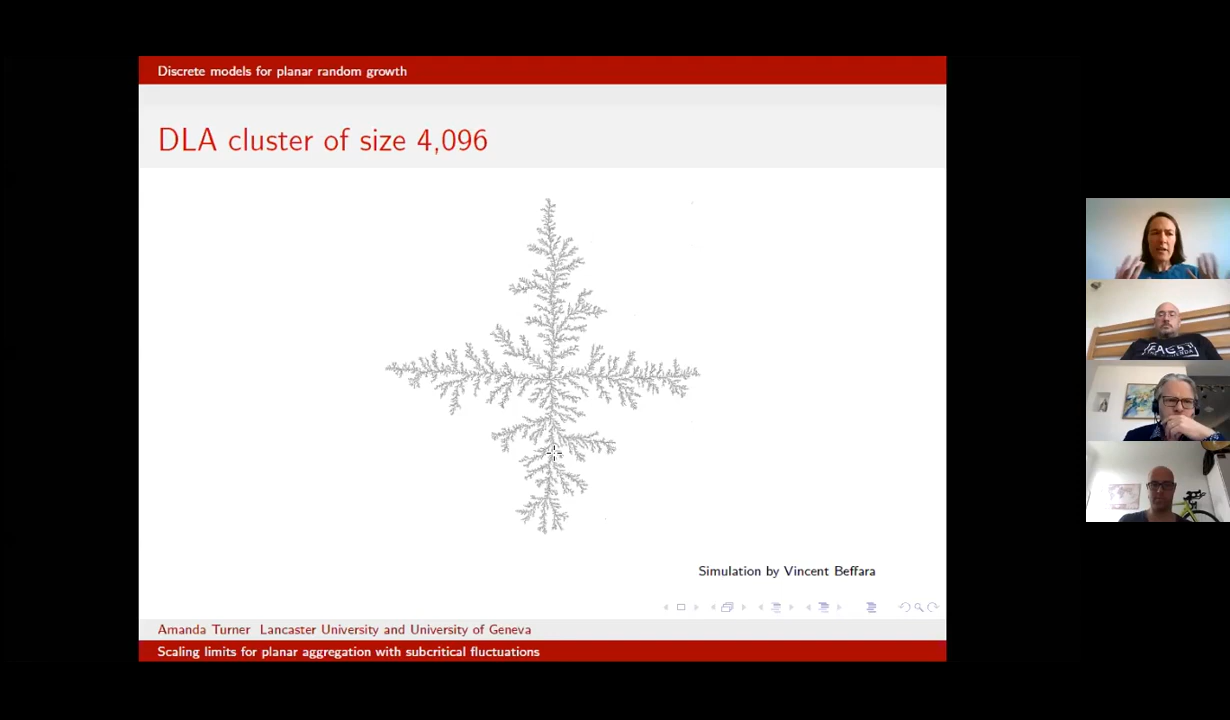 Discrete models for planar random growth
DLA cluster of size 4,096
Simulation by Vincent Beffara
Amanda Turner Lancaster University and University of Geneva
Scaling limits for planar aggregation with subcritical fluctuations